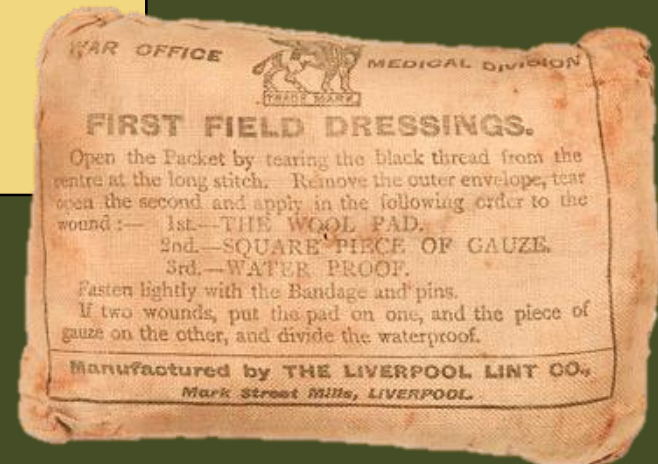 WAR OFFICE MEDICAL DIVISION
TRADE MARK
FIRST FIELD DRESSINGS.
Open the Packet by tearing the black thread from the
centre at the long stitch. Remove the outer envelope, tear
open the second and apply in the following order to the
wound :— 1st.—THE WOOL PAD.
2nd.—SQUARE PIECE OF GAUZE.
3rd.—WATER PROOF.
Fasten lightly with the Bandage and pins.
If two wounds, put the pad on one, and the piece of
gauze on the other, and divide the waterproof.
Manufactured by THE LIVERPOOL LINT CO.,
Mark Street Mills, LIVERPOOL.